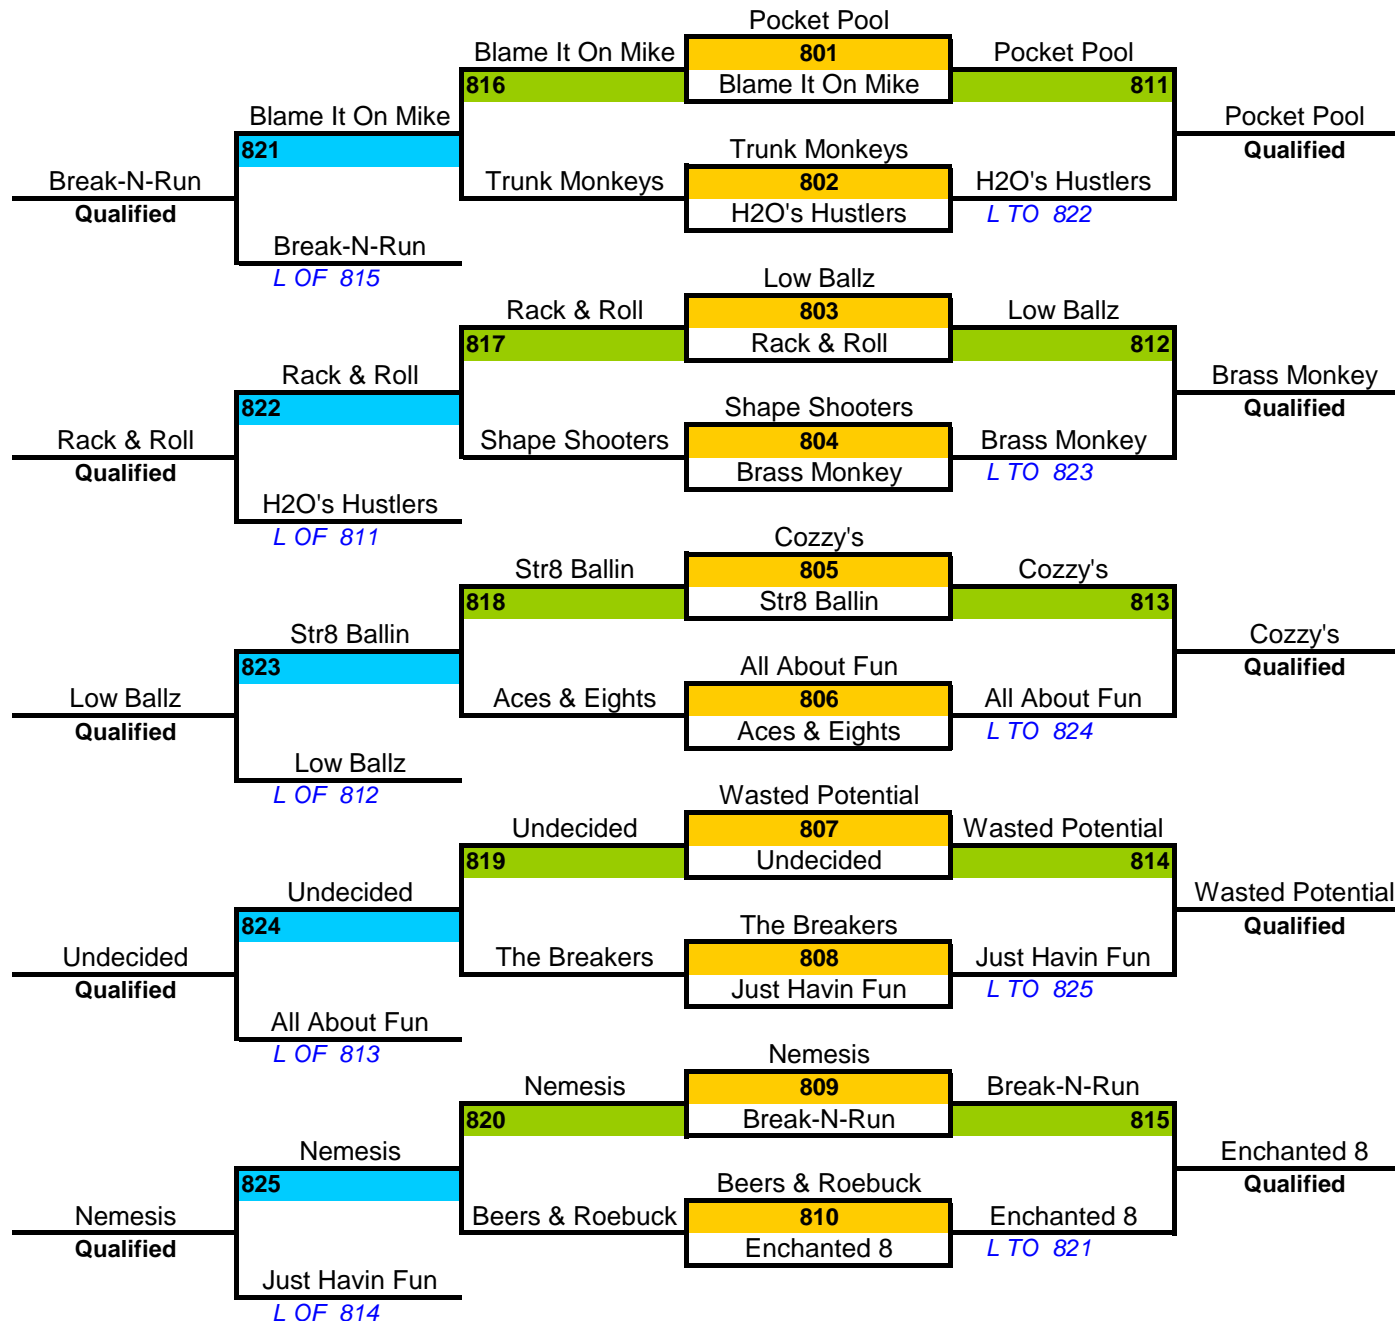 Pocket Pool
Blame It On Mike 801 Pocket Pool
816 Blame It On Mike 811
Blame It On Mike Pocket Pool
821 Trunk Monkeys Qualified
Break-N-Run Trunk Monkeys 802 H2O's Hustlers
Qualified H2O's Hustlers L TO 822
Break-N-Run
L OF 815 Low Ballz
Rack & Roll 803 Low Ballz
817 Rack & Roll 812
Rack & Roll Brass Monkey
822 Shape Shooters Qualified
Rack & Roll Shape Shooters 804 Brass Monkey
Qualified Brass Monkey L TO 823
H2O's Hustlers
L OF 811 Cozzy's
Str8 Ballin 805 Cozzy's
818 Str8 Ballin 813
Str8 Ballin Cozzy's
823 All About Fun Qualified
Low Ballz Aces & Eights 806 All About Fun
Qualified Aces & Eights L TO 824
Low Ballz
L OF 812 Wasted Potential
Undecided 807 Wasted Potential
819 Undecided 814
Undecided Wasted Potential
824 The Breakers Qualified
Undecided The Breakers 808 Just Havin Fun
Qualified Just Havin Fun L TO 825
All About Fun
L OF 813 Nemesis
Nemesis 809 Break-N-Run
820 Break-N-Run 815
Nemesis Enchanted 8
825 Beers & Roebuck Qualified
Nemesis Beers & Roebuck 810 Enchanted 8
Qualified Enchanted 8 L TO 821
Just Havin Fun
L OF 814